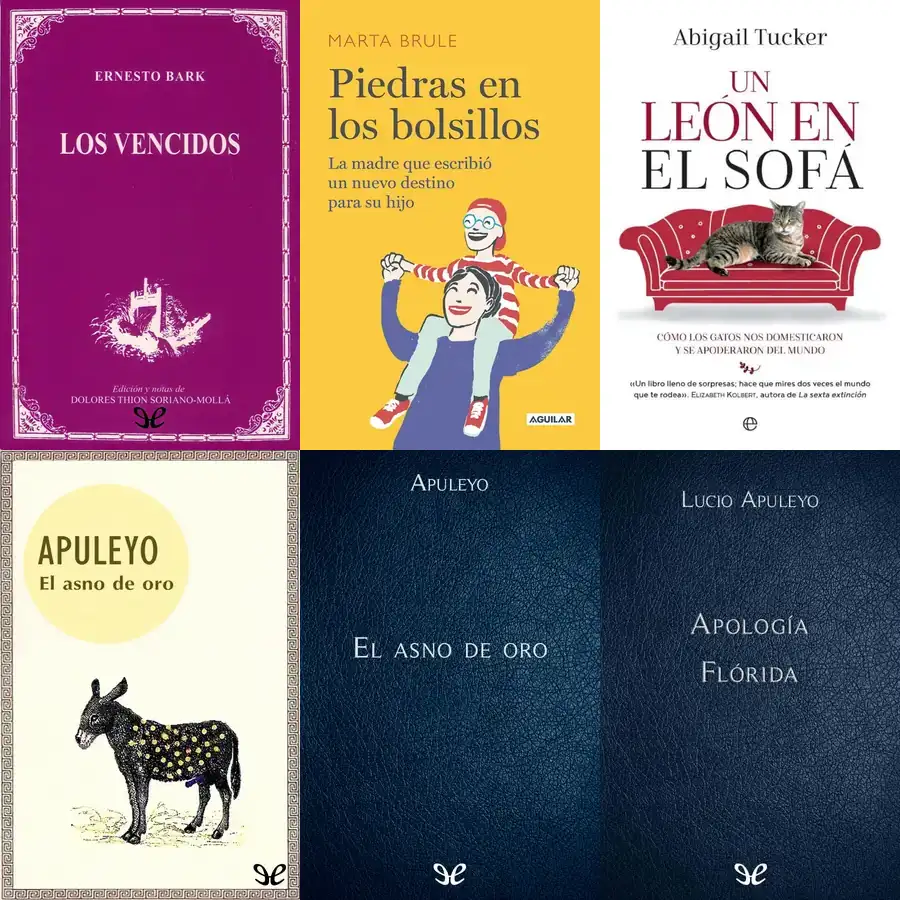 ERNESTO BARK
LOS VENCIDOS
Edición y notas de
DOLORES THION SORIANO-MOLLÁ
MARTA BRULE
Piedras en
los bolsillos
La madre que escribió
un nuevo destino
para su hijo
AGUILAR
Abigail Tucker
UN
LEÓN EN
EL SOFÁ
CÓMO LOS GATOS NOS DOMESTICARON
Y SE APODERARON DEL MUNDO
«Un libro lleno de sorpresas; hace que mires dos veces el mundo
que te rodea». ELIZABETH KOLBERT, autora de La sexta extinción
APULEYO
El asno de oro
APULEYO
EL ASNO DE ORO
LUCIO APULEYO
APOLOGÍA
FLÓRIDA